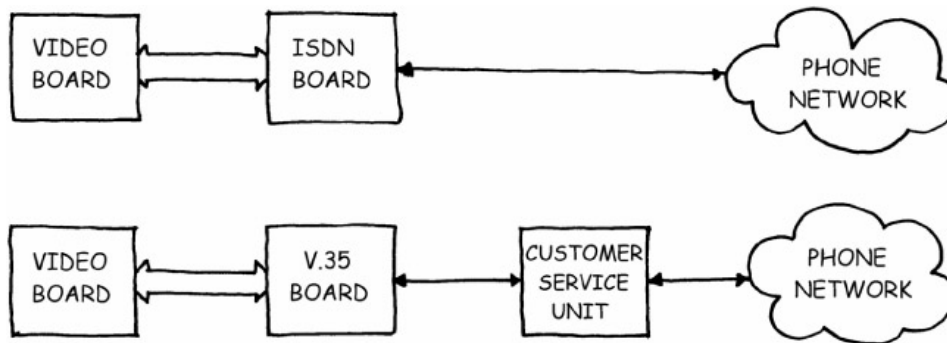 VIDEO
BOARD
ISDN
BOARD
PHONE
NETWORK
VIDEO
BOARD
V.35
BOARD
CUSTOMER
SERVICE
UNIT
PHONE
NETWORK